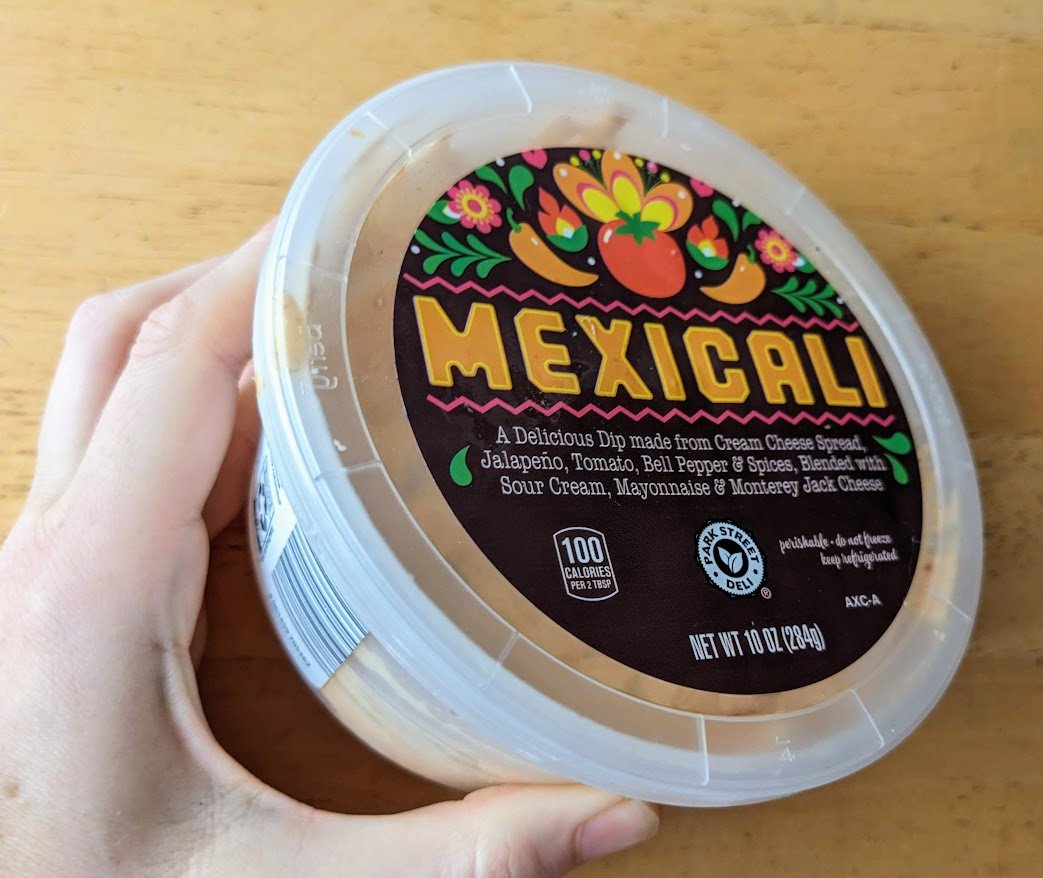 MEXICALI
A Delicious Dip made from Cream Cheese Spread,
Jalapeño, Tomato, Bell Pepper & Spices, Blended with
Sour Cream, Mayonnaise & Monterey Jack Cheese
100
CALORIES
PER 2 TBSP
PARK STREET
DELI
®
perishable • do not freeze
keep refrigerated
AXC-A
NET WT 10 OZ (284g)